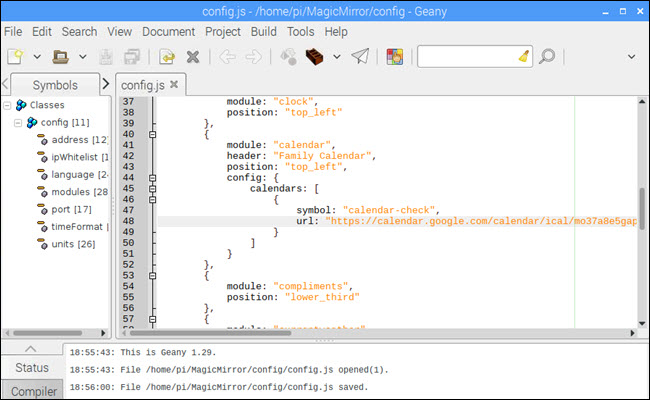 config.js - /home/pi/MagicMirror/config - Geany
File Edit Search View Document Project Build Tools Help
Symbols
config.js
Classes
config [11]
address [12
ipWhitelist [1
language [2
modules [28
port [17]
timeFormat [
units [26]
37 module: "clock",
38 position: "top_left"
39 },
40 {
41 module: "calendar",
42 header: "Family Calendar",
43 position: "top_left",
44 config: {
45 calendars: [
46 {
47 symbol: "calendar-check",
48 url: "https://calendar.google.com/calendar/ical/mo37a8e5gap
49 }
50 ]
51 }
52 },
53 {
54 module: "compliments",
55 position: "lower_third"
56 },
57 {
Status
Compiler
18:55:43: This is Geany 1.29.
18:55:43: File /home/pi/MagicMirror/config/config.js opened(1).
18:56:00: File /home/pi/MagicMirror/config/config.js saved.